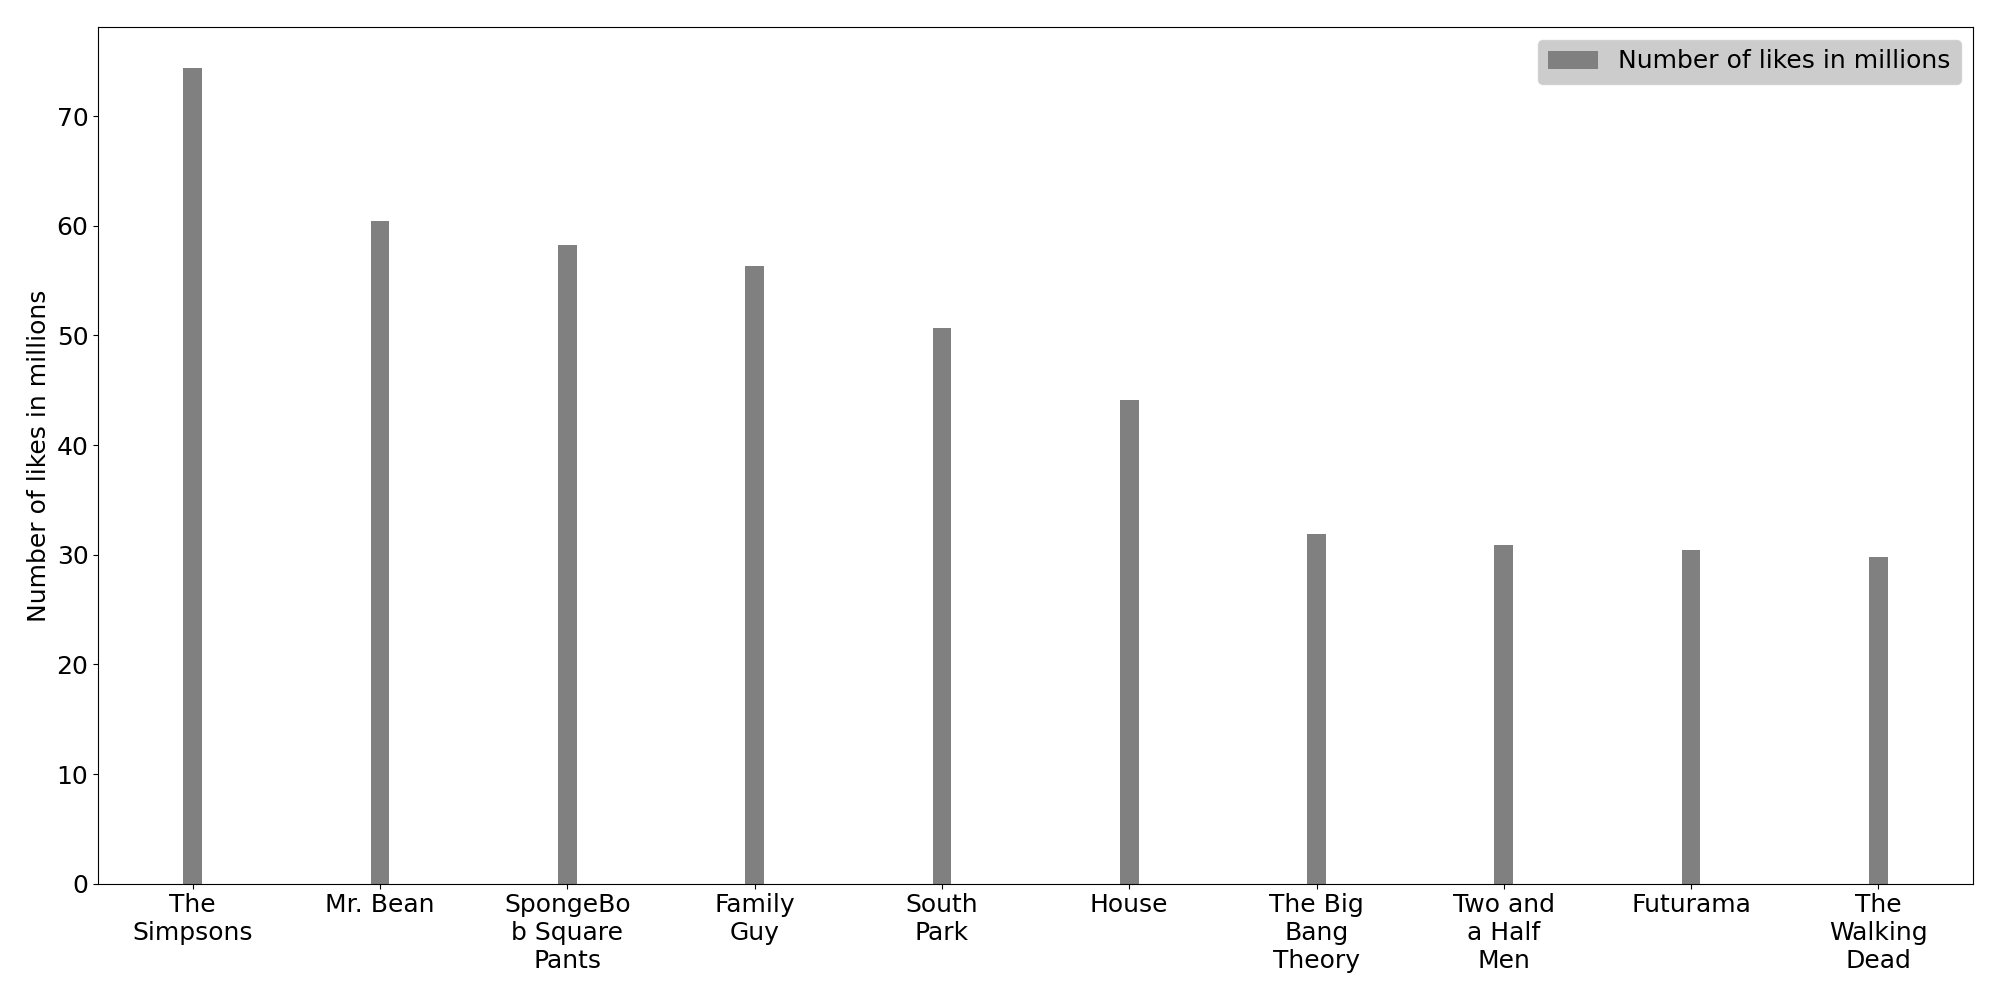 Number of likes in millions
Number of likes in millions
70
60
50
40
30
20
10
0
The
Simpsons
Mr. Bean
SpongeBo
b Square
Pants
Family
Guy
South
Park
House
The Big
Bang
Theory
Two and
a Half
Men
Futurama
The
Walking
Dead